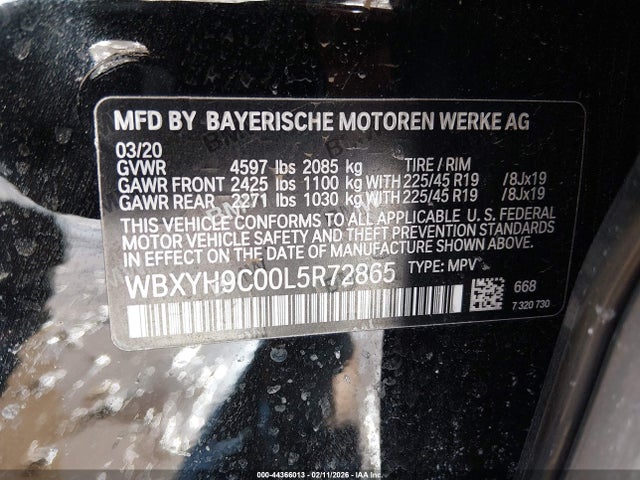 MFD BY BAYERISCHE MOTOREN WERKE AG
03/20
GVWR 4597 lbs 2085 kg TIRE / RIM
GAWR FRONT 2425 lbs 1100 kg WITH 225/45 R19 /8Jx19
GAWR REAR 2271 lbs 1030 kg WITH 225/45 R19 /8Jx19
THIS VEHICLE CONFORMS TO ALL APPLICABLE U. S. FEDERAL
MOTOR VEHICLE SAFETY AND THEFT PREVENTION STANDARDS
IN EFFECT ON THE DATE OF MANUFACTURE SHOWN ABOVE.
WBXYH9C00L5R72865 TYPE: MPV
668
7 320 730
000-44366013 - 02/11/2026 - COPYRIGHT IAA, LLC.